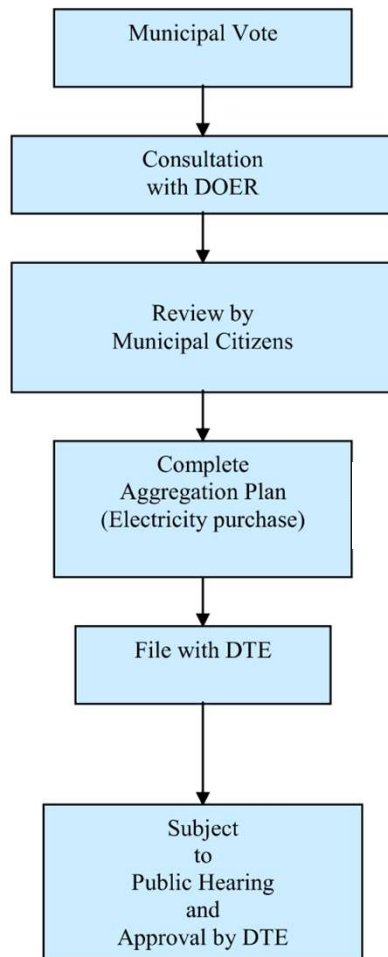 Municipal Vote
Consultation
with DOER
Review by
Municipal Citizens
Complete
Aggregation Plan
(Electricity purchase)
File with DTE
Subject
to
Public Hearing
and
Approval by DTE